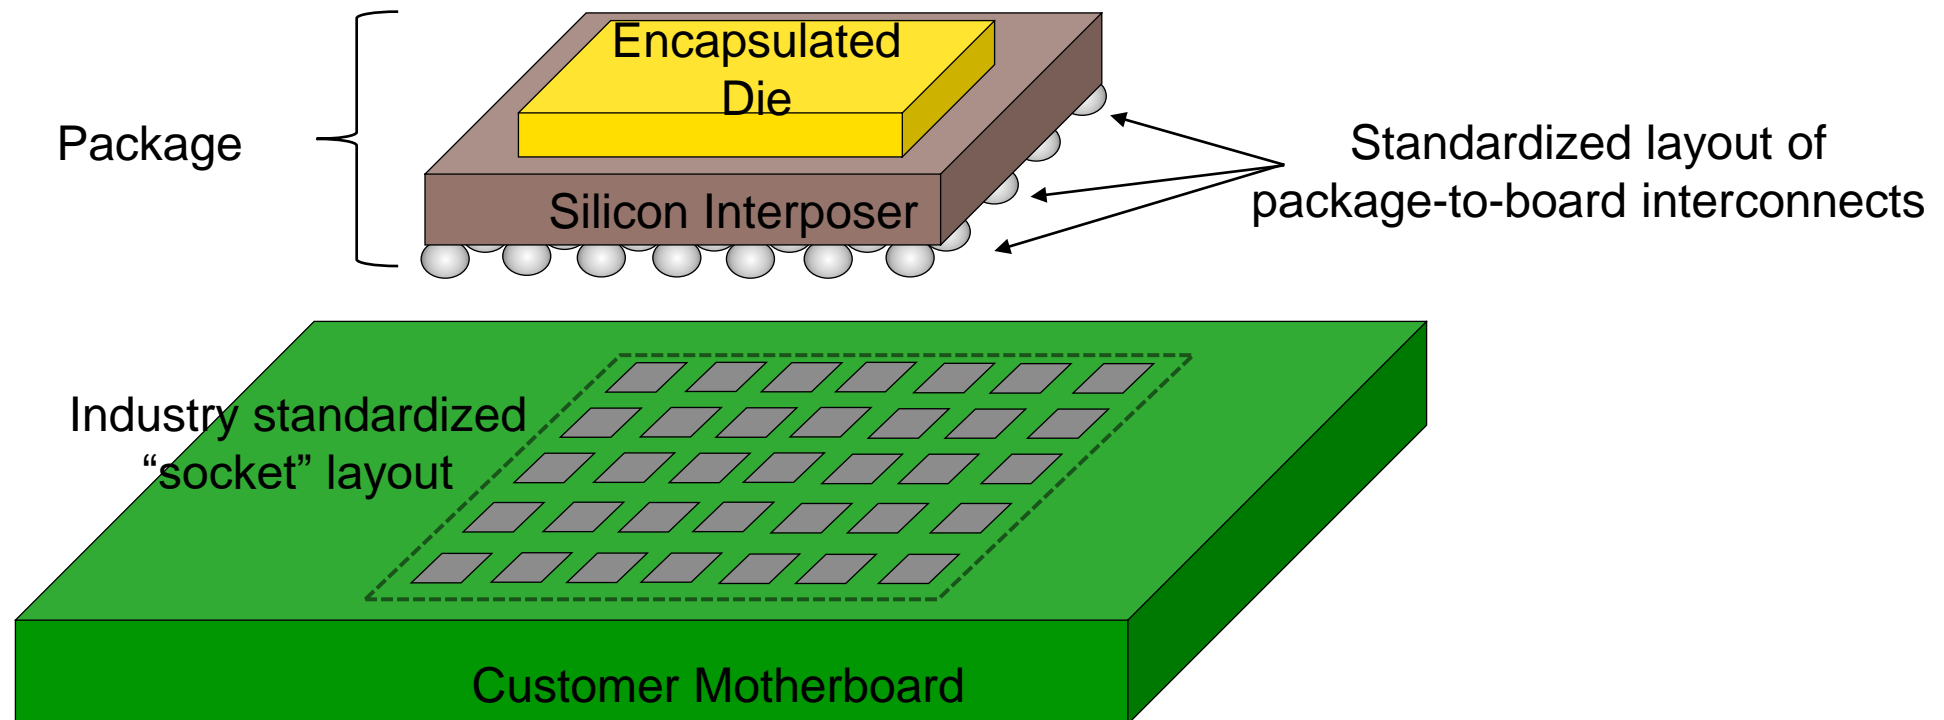 Encapsulated
Die
Package
Standardized layout of
package-to-board interconnects
Silicon Interposer
Industry standardized
“socket” layout
Customer Motherboard